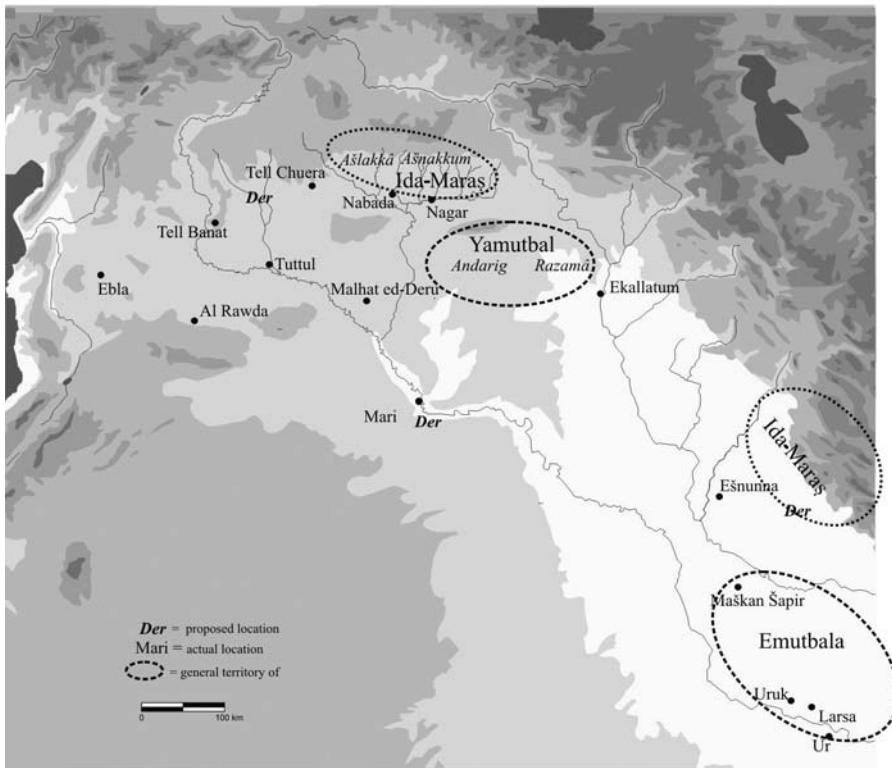 Ašlakkâ Ašnakkum
Tell Chuera
Ida-Maraṣ
Der
Nabada
Nagar
Tell Banat
Yamutbal
Tuttul
Andarig Razamâ
Ebla
Malhat ed-Deru
Ekallatum
Al Rawda
Mari
Der
Ida-Maraṣ
Ešnunna
Der
Maškan Šapir
Der = proposed location
Emutbala
Mari = actual location
= general territory of
Uruk
Larsa
0 100 km
Ur